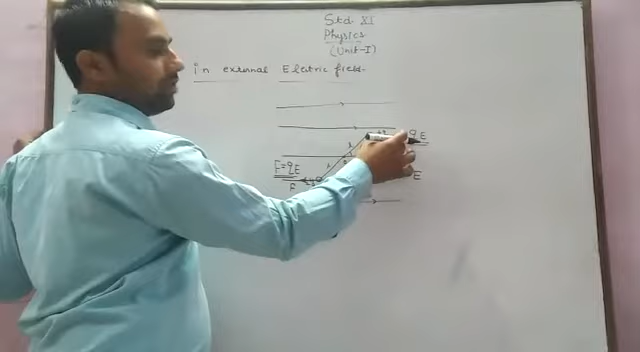 Std XI
Physics
(Unit-I)
in external Electric field.
qE
F=qE
E
F